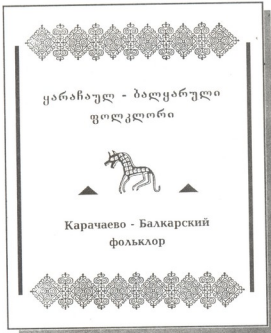 ყარაჩაულ - ბალყარული
ფოლკლორი
Карачаево - Балкарский
фольклор